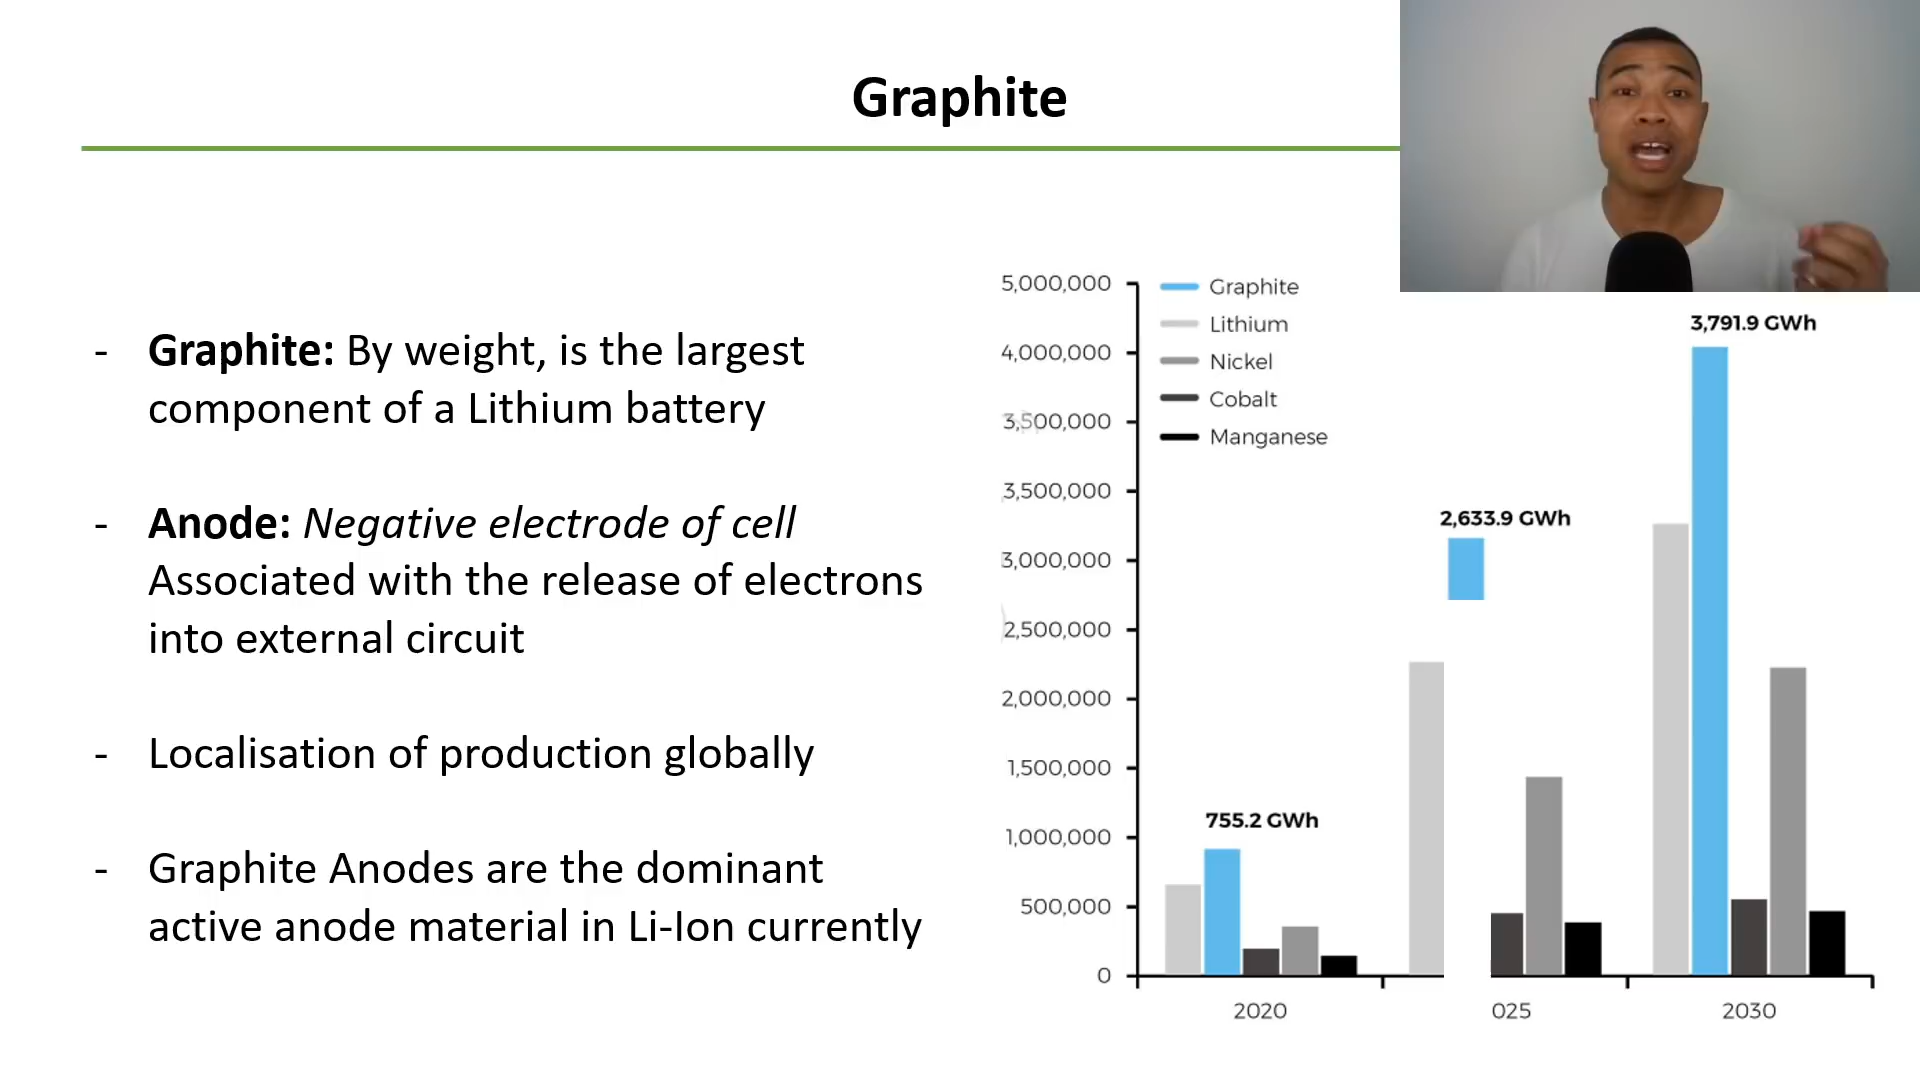 Graphite
- Graphite: By weight, is the largest
component of a Lithium battery
- Anode: Negative electrode of cell
Associated with the release of electrons
into external circuit
- Localisation of production globally
- Graphite Anodes are the dominant
active anode material in Li-Ion currently
5,000,000
4,000,000
3,500,000
3,500,000
3,000,000
2,500,000
2,000,000
1,500,000
1,000,000
500,000
0
Graphite
Lithium
Nickel
Cobalt
Manganese
755.2 GWh
2,633.9 GWh
3,791.9 GWh
2020
025
2030